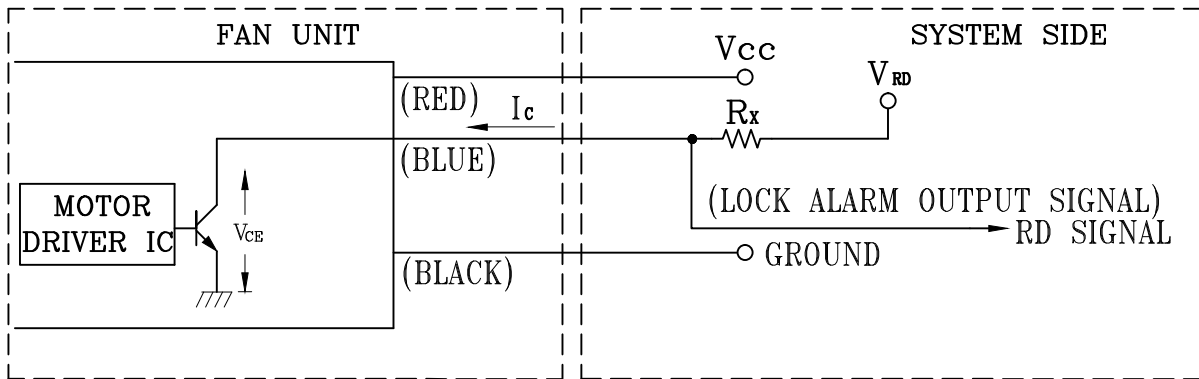 FAN UNIT
SYSTEM SIDE
Vcc
VRD
(RED)
Ic
Rx
(BLUE)
MOTOR
DRIVER IC
VCE
(LOCK ALARM OUTPUT SIGNAL)
RD SIGNAL
(BLACK)
GROUND